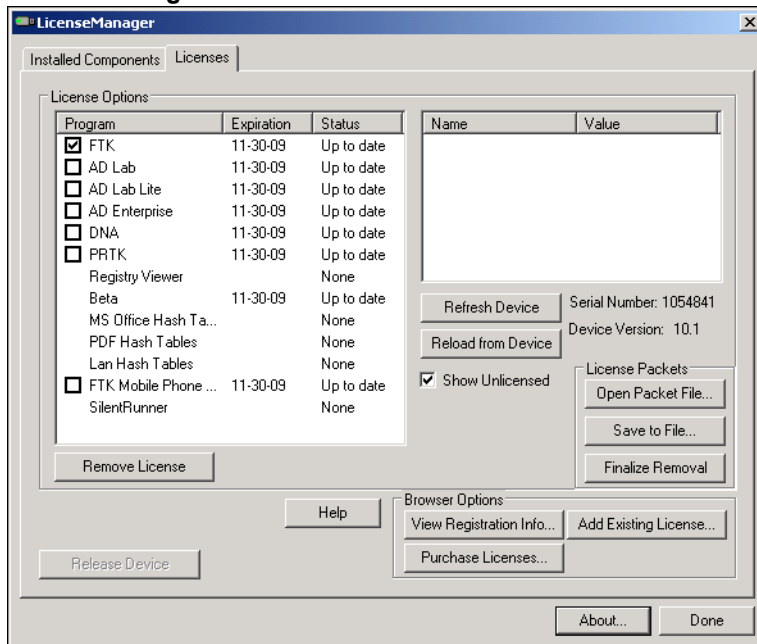 LicenseManager
Installed Components Licenses
License Options
Program Expiration Status
FTK 11-30-09 Up to date
AD Lab 11-30-09 Up to date
AD Lab Lite 11-30-09 Up to date
AD Enterprise 11-30-09 Up to date
DNA 11-30-09 Up to date
PRTK 11-30-09 Up to date
Registry Viewer None
Beta 11-30-09 Up to date
MS Office Hash Ta... None
PDF Hash Tables None
Lan Hash Tables None
FTK Mobile Phone ... 11-30-09 Up to date
SilentRunner None
Remove License
Name Value
Refresh Device
Serial Number: 1054841
Reload from Device
Device Version: 10.1
Show Unlicensed
License Packets
Open Packet File...
Save to File...
Finalize Removal
Help
Browser Options
View Registration Info... Add Existing License...
Purchase Licenses...
Release Device
About... Done